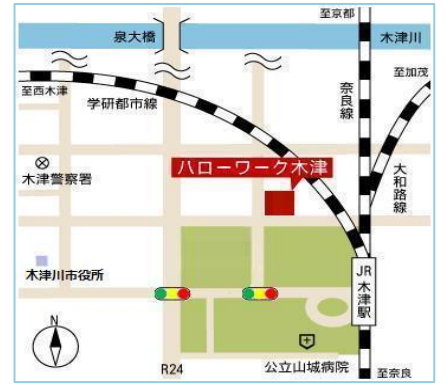 至京都
泉大橋
木津川
至加茂
至西木津
学研都市線
奈良線
木津警察署
ハローワーク木津
大和路線
木津川市役所
JR木津駅
N
公立山城病院
R24
至奈良